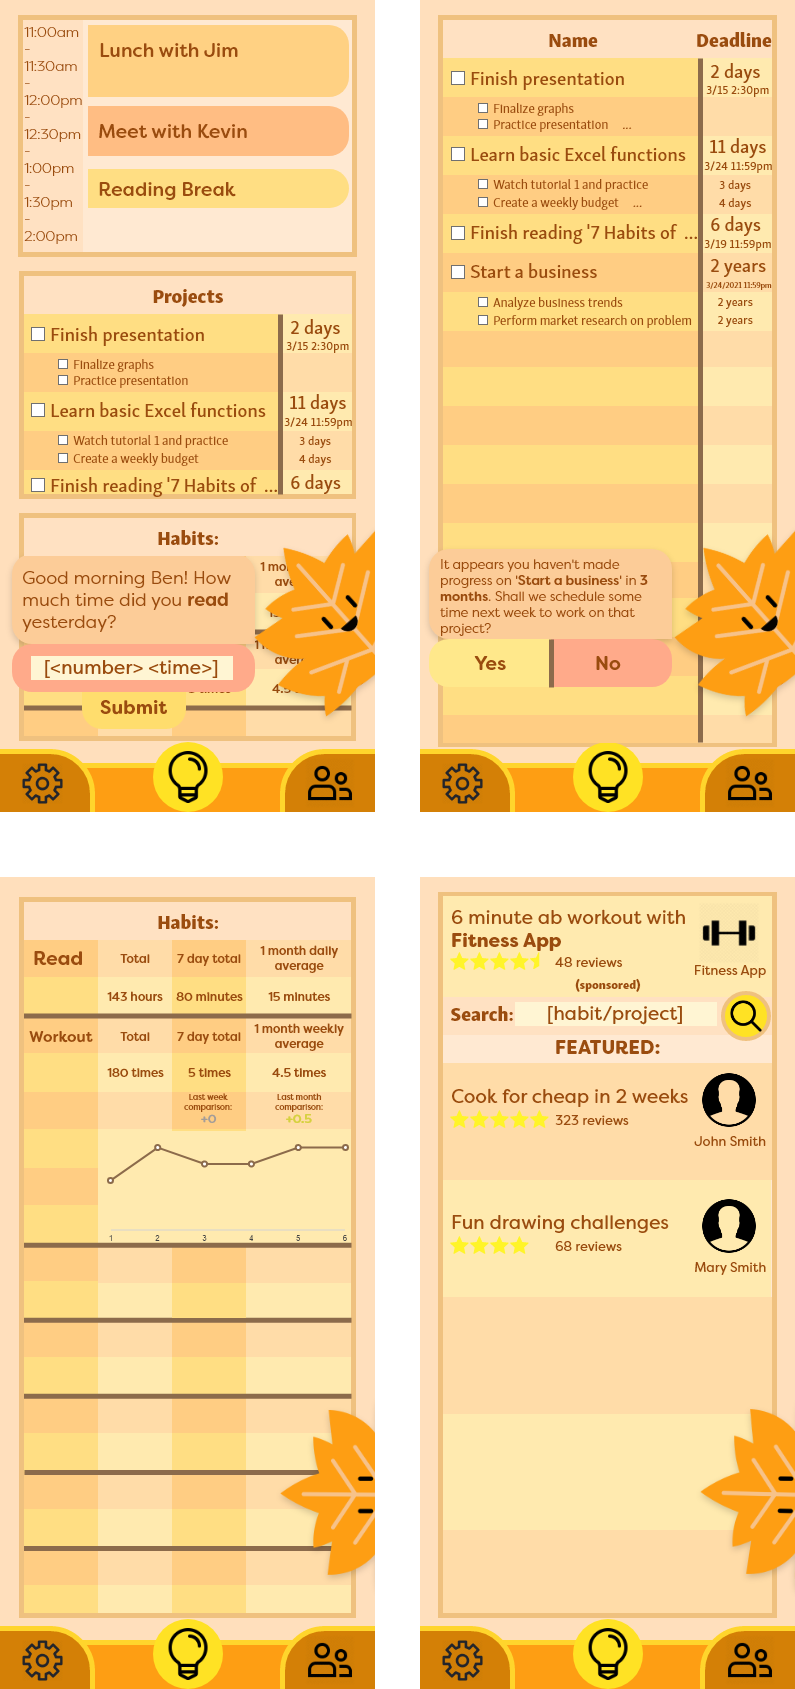 11:00am
-
11:30am
-
12:00pm
-
12:30pm
-
1:00pm
-
1:30pm
-
2:00pm
Lunch with Jim
Meet with Kevin
Reading Break
Projects
Finish presentation
2 days
3/15 2:30pm
Finalize graphs
Practice presentation
Learn basic Excel functions
11 days
3/24 11:59pm
Watch tutorial 1 and practice
3 days
Create a weekly budget
4 days
Finish reading '7 Habits of ...
6 days
Habits:
Good morning Ben! How
much time did you read
yesterday?
[<number> <time>]
Submit
Name Deadline
Finish presentation
2 days
3/15 2:30pm
Finalize graphs
Practice presentation ...
Learn basic Excel functions
11 days
3/24 11:59pm
Watch tutorial 1 and practice
3 days
Create a weekly budget ...
4 days
Finish reading '7 Habits of ...
6 days
3/19 11:59pm
Start a business
2 years
3/24/2021 11:59pm
Analyze business trends
2 years
Perform market research on problem
2 years
It appears you haven't made
progress on 'Start a business' in 3
months. Shall we schedule some
time next week to work on that
project?
Yes No
Habits:
Read Total 7 day total 1 month daily
average
143 hours 80 minutes 15 minutes
Workout Total 7 day total 1 month weekly
average
180 times 5 times 4.5 times
Last week
comparison:
+0
Last month
comparison:
+0.5
1 2 3 4 5 6
6 minute ab workout with
Fitness App
48 reviews
Fitness App
(sponsored)
Search: [habit/project]
FEATURED:
Cook for cheap in 2 weeks
323 reviews
John Smith
Fun drawing challenges
68 reviews
Mary Smith